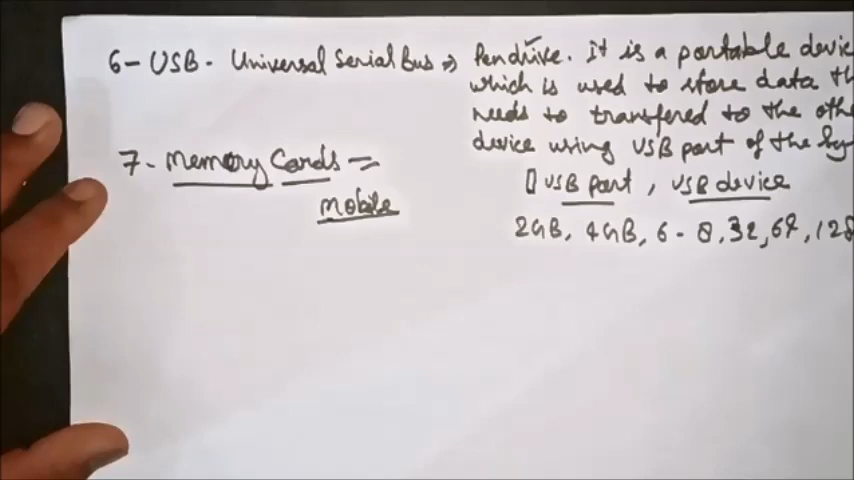 6- USB - Universal Serial Bus => Pendrive. It is a portable devic
which is used to store data th
needs to transfered to the othe
device using USB port of the Sy
USB port, USB device
7- Memory Cards =
mobile
2GB, 4GB, 6 - 8, 32, 64, 128